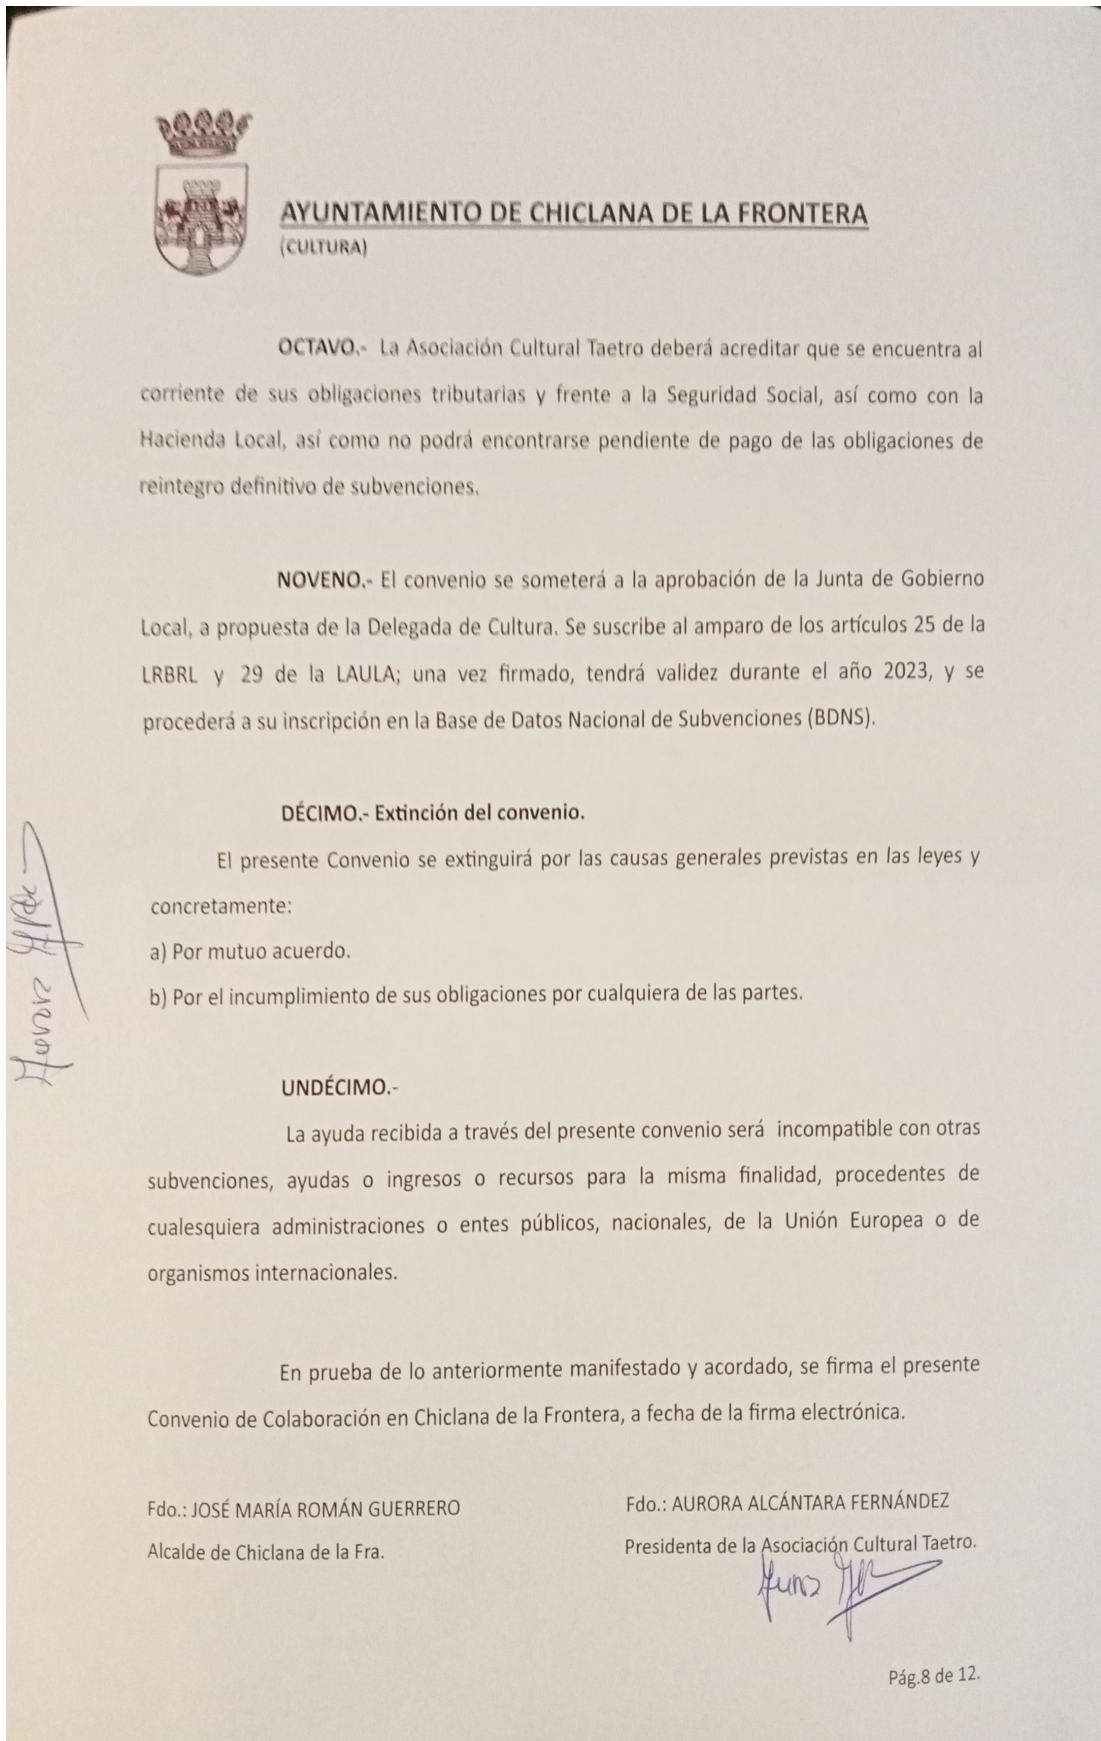 AYUNTAMIENTO DE CHICLANA DE LA FRONTERA
(CULTURA)
OCTAVO.- La Asociación Cultural Taetro deberá acreditar que se encuentra al
corriente de sus obligaciones tributarias y frente a la Seguridad Social, así como con la
Hacienda Local, así como no podrá encontrarse pendiente de pago de las obligaciones de
reintegro definitivo de subvenciones.
NOVENO.- El convenio se someterá a la aprobación de la Junta de Gobierno
Local, a propuesta de la Delegada de Cultura. Se suscribe al amparo de los artículos 25 de la
LRBRL y 29 de la LAULA; una vez firmado, tendrá validez durante el año 2023, y se
procederá a su inscripción en la Base de Datos Nacional de Subvenciones (BDNS).
DÉCIMO.- Extinción del convenio.
El presente Convenio se extinguirá por las causas generales previstas en las leyes y
concretamente:
a) Por mutuo acuerdo.
b) Por el incumplimiento de sus obligaciones por cualquiera de las partes.
UNDÉCIMO.-
La ayuda recibida a través del presente convenio será incompatible con otras
subvenciones, ayudas o ingresos o recursos para la misma finalidad, procedentes de
cualesquiera administraciones o entes públicos, nacionales, de la Unión Europea o de
organismos internacionales.
En prueba de lo anteriormente manifestado y acordado, se firma el presente
Convenio de Colaboración en Chiclana de la Frontera, a fecha de la firma electrónica.
Fdo.: JOSÉ MARÍA ROMÁN GUERRERO
Alcalde de Chiclana de la Fra.
Fdo.: AURORA ALCÁNTARA FERNÁNDEZ
Presidenta de la Asociación Cultural Taetro.
Pág.8 de 12.